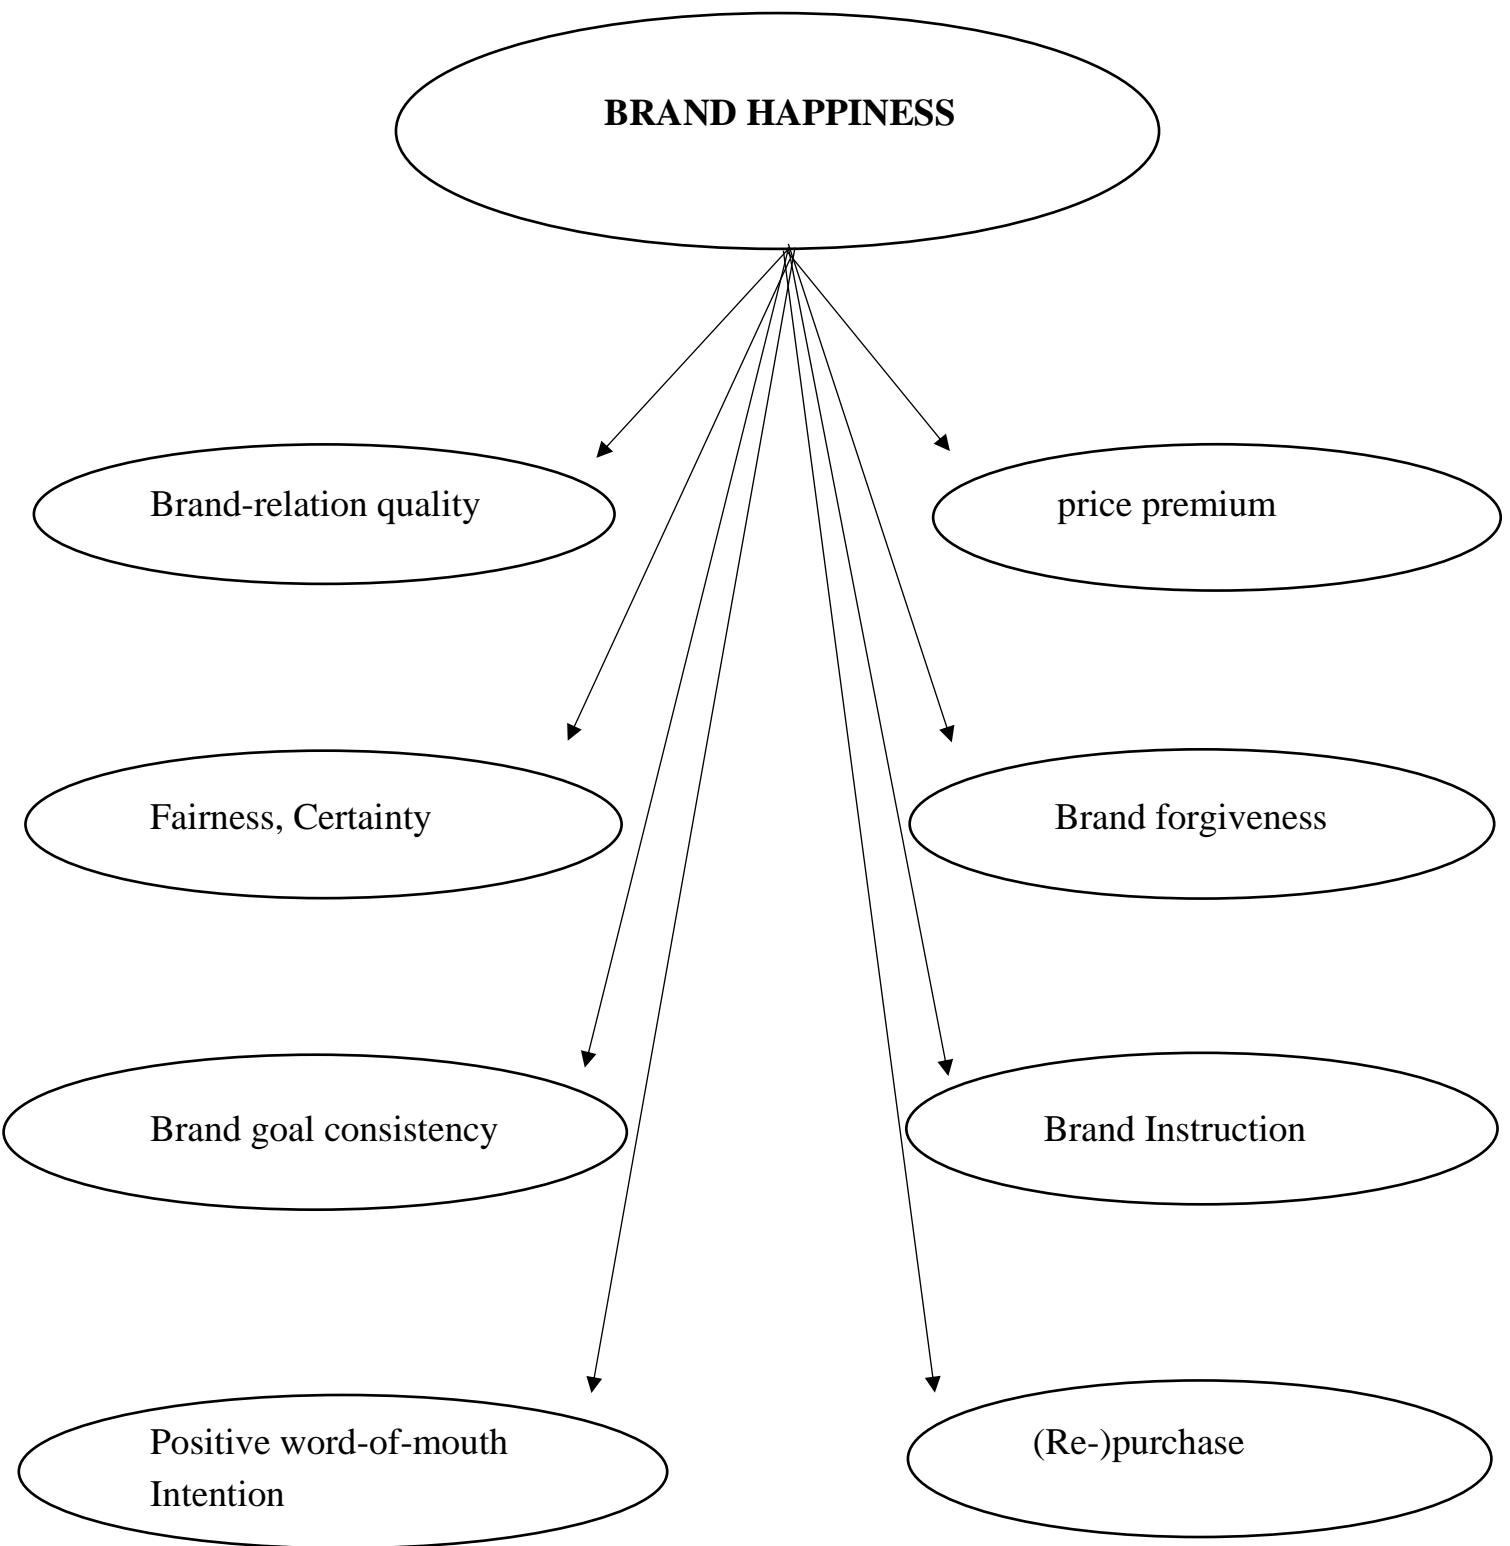 BRAND HAPPINESS
Brand-relation quality
price premium
Fairness, Certainty
Brand forgiveness
Brand goal consistency
Brand Instruction
Positive word-of-mouth
Intention
(Re-)purchase